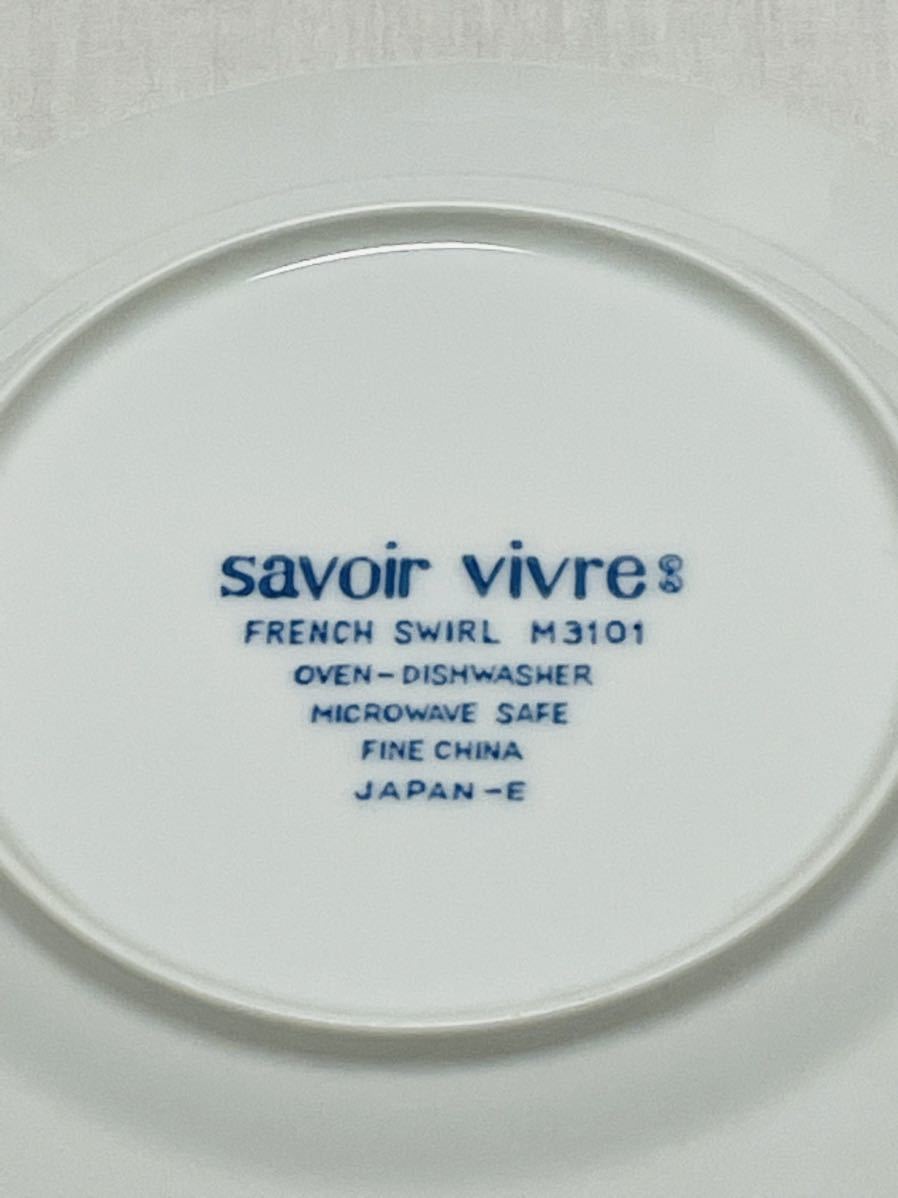 savoir vivre
FRENCH SWIRL M3101
OVEN-DISHWASHER
MICROWAVE SAFE
FINE CHINA
JAPAN-E